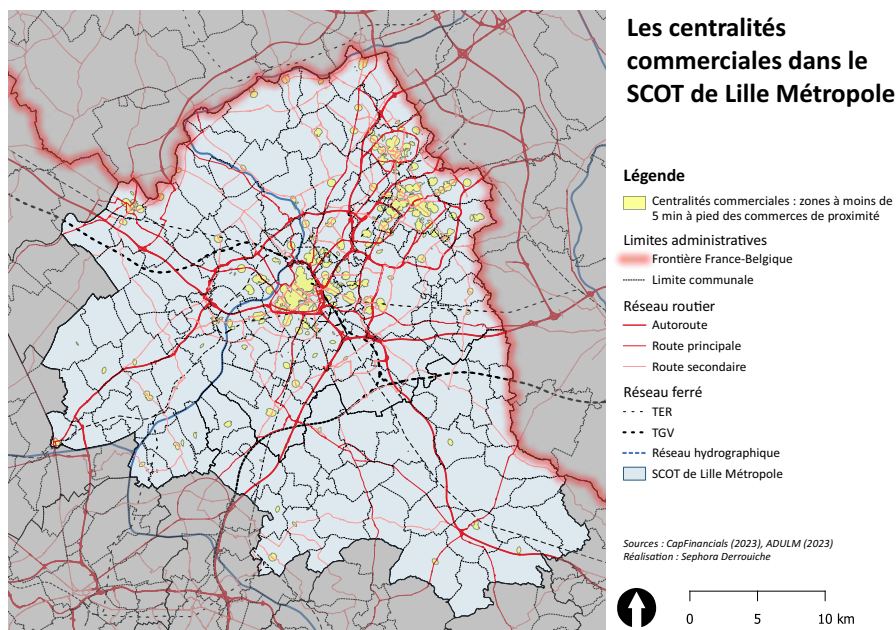 Les centralités
commerciales dans le
SCOT de Lille Métropole
Légende
Centralités commerciales : zones à moins de
5 min à pied des commerces de proximité
Limites administratives
Frontière France-Belgique
Limite communale
Réseau routier
Autoroute
Route principale
Route secondaire
Réseau ferré
TER
TGV
Réseau hydrographique
SCOT de Lille Métropole
Sources : CapFinancials (2023), ADULM (2023)
Réalisation : Sephora Derrouiche
0 5 10 km